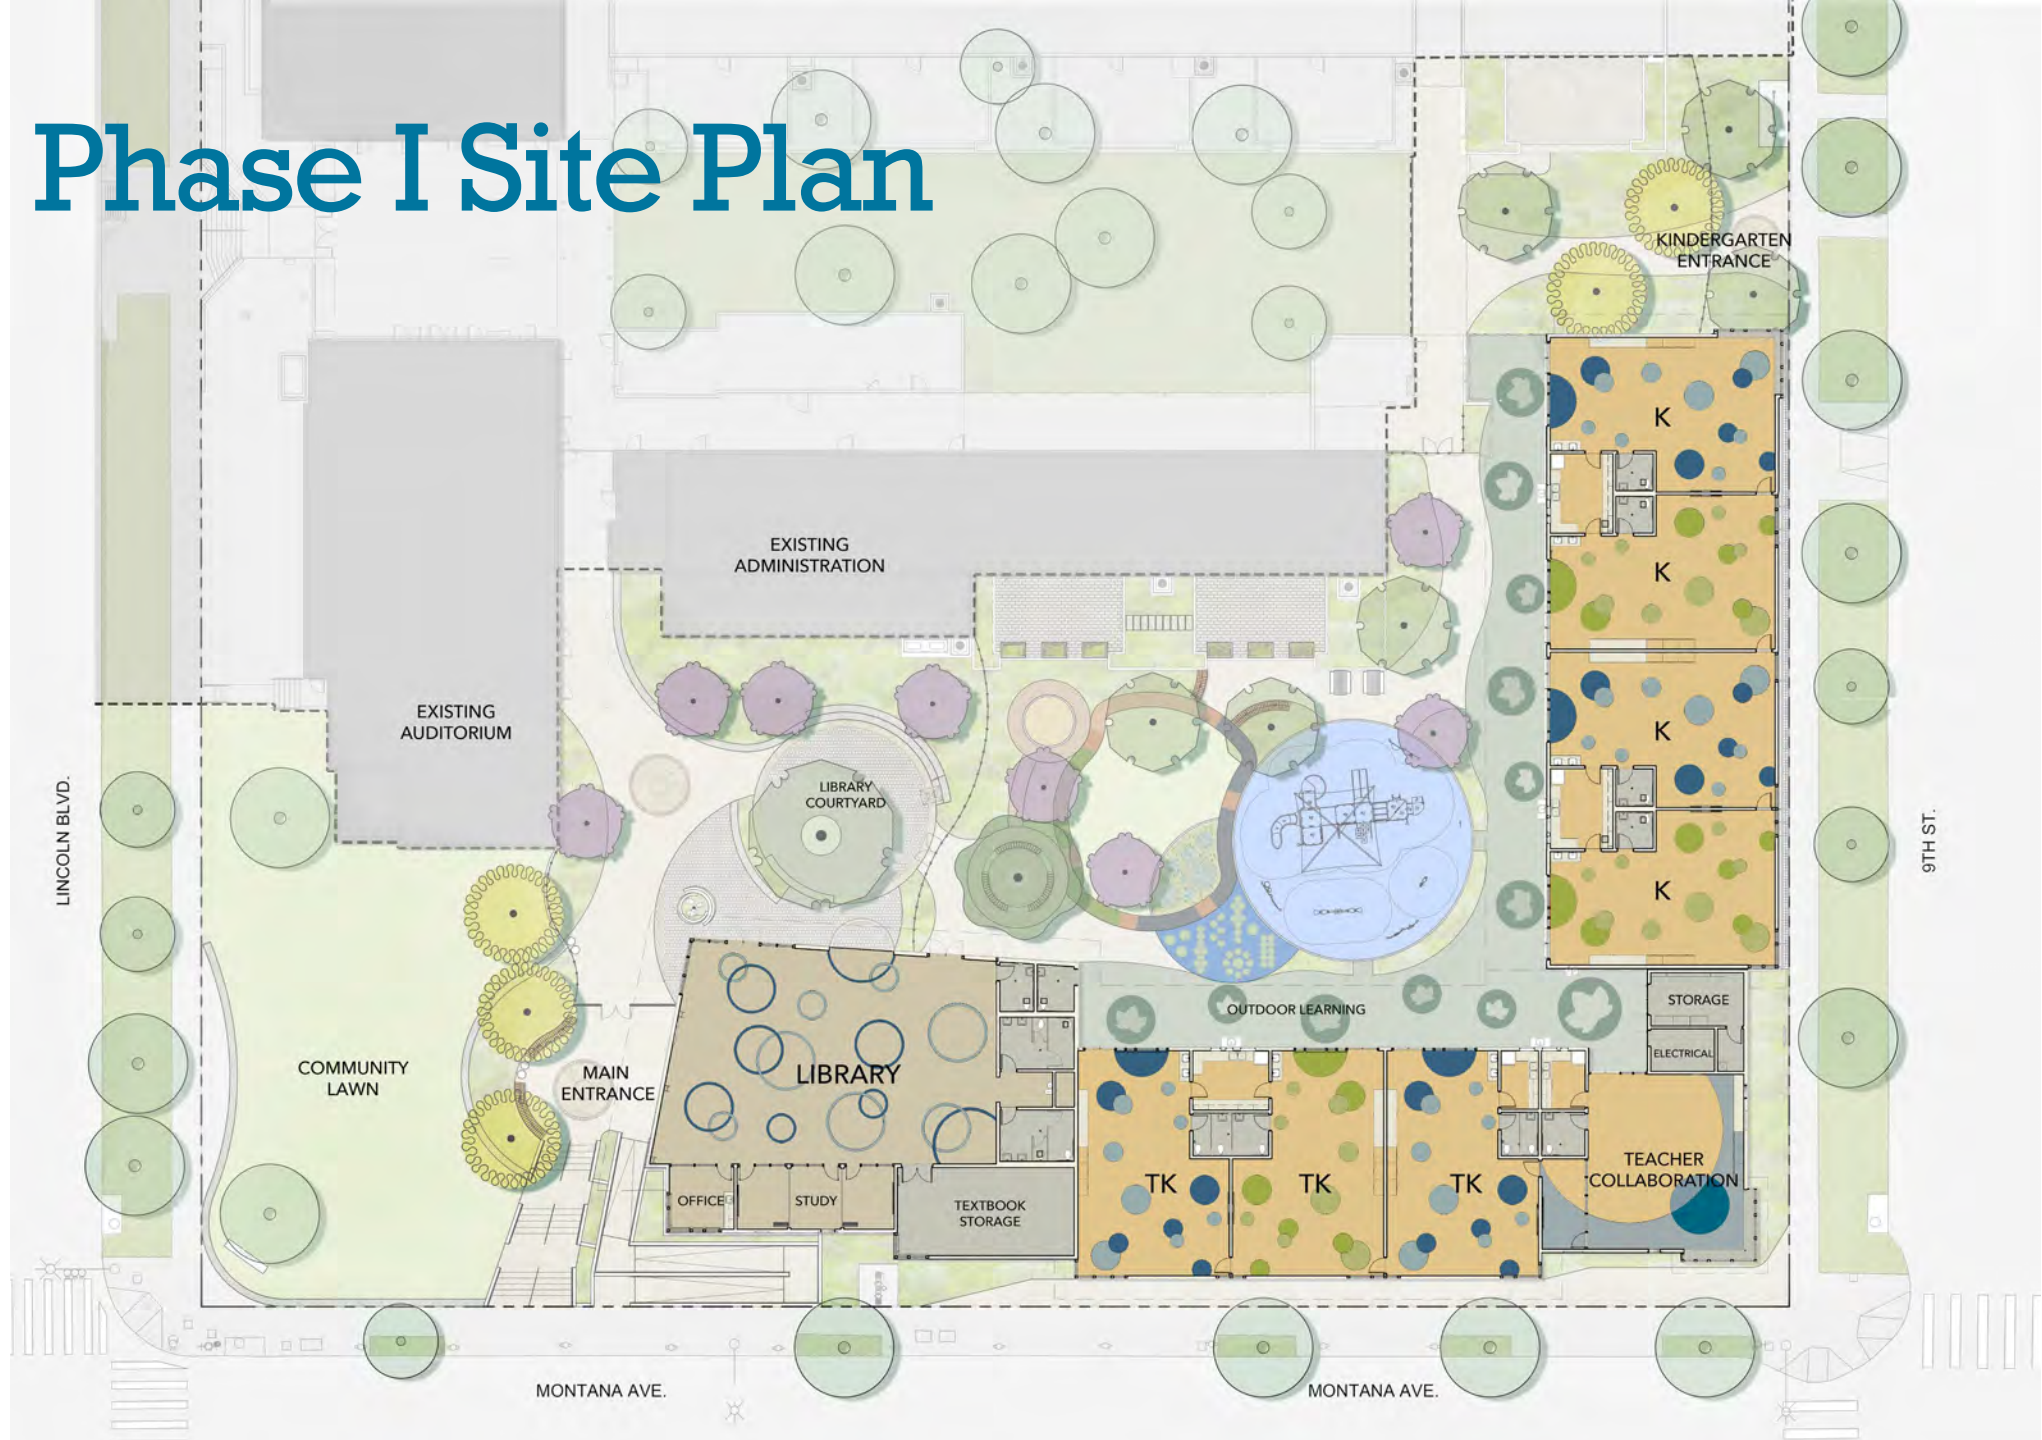 Phase I Site Plan
KINDERGARTEN
ENTRANCE
K
EXISTING
ADMINISTRATION
K
EXISTING
AUDITORIUM
K
LIBRARY
COURTYARD
LINCOLN BLVD.
9TH ST.
K
STORAGE
OUTDOOR LEARNING
ELECTRICAL
COMMUNITY
LAWN
MAIN
ENTRANCE
LIBRARY
TEACHER
COLLABORATION
TK
TK
TK
OFFICE
STUDY
TEXTBOOK
STORAGE
MONTANA AVE.
MONTANA AVE.